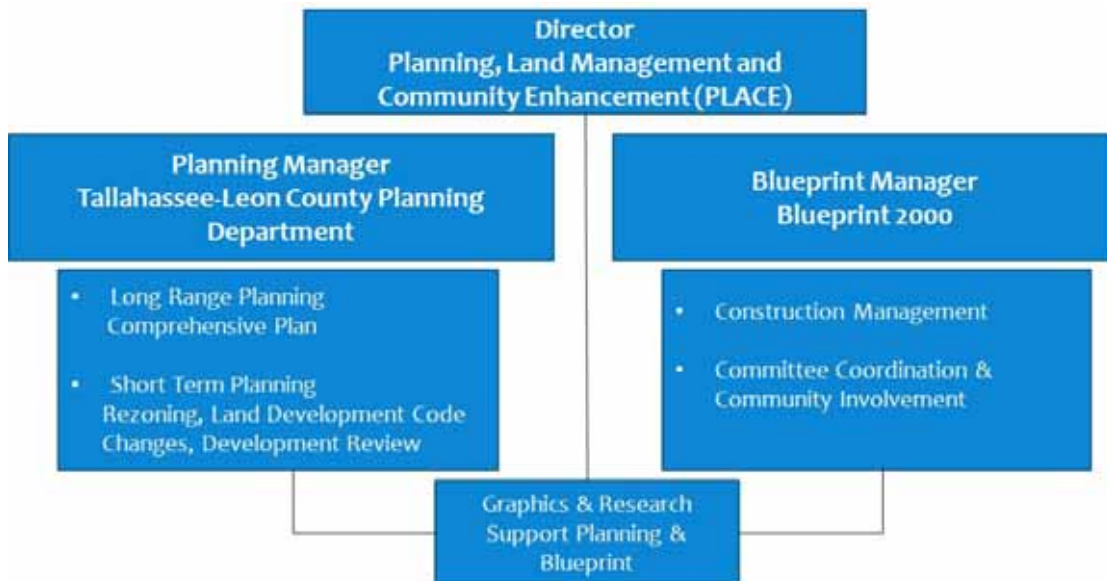 Director
Planning, Land Management and
Community Enhancement (PLACE)
Planning Manager
Tallahassee-Leon County Planning
Department
• Long Range Planning
Comprehensive Plan
• Short Term Planning
Rezoning, Land Development Code
Changes, Development Review
Blueprint Manager
Blueprint 2000
• Construction Management
• Committee Coordination &
Community Involvement
Graphics & Research
Support Planning &
Blueprint